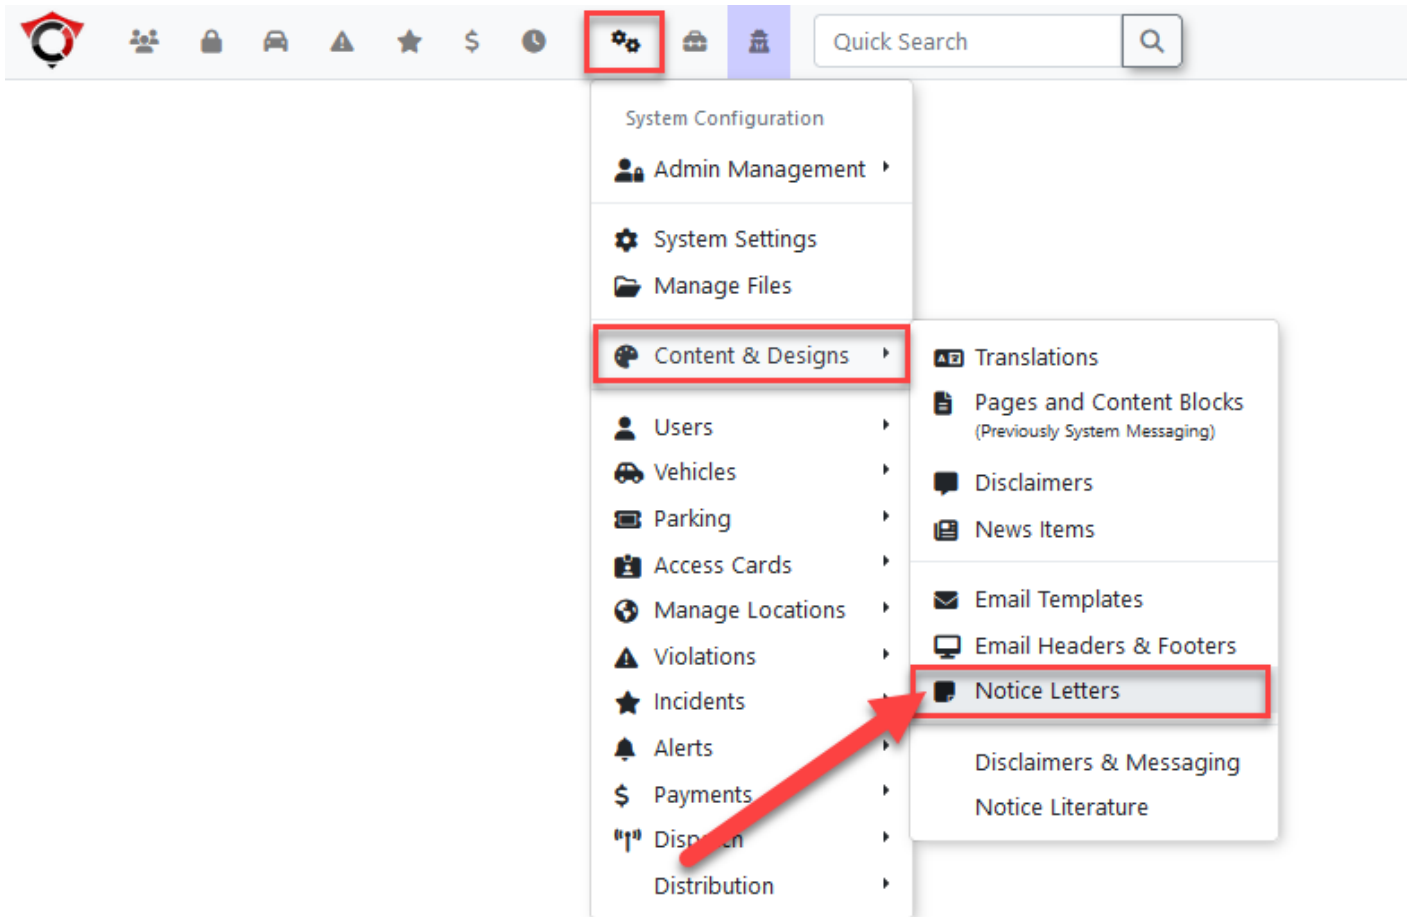 Quick Search
System Configuration
Admin Management
System Settings
Manage Files
Content & Designs
Users
Vehicles
Parking
Access Cards
Manage Locations
Violations
Incidents
Alerts
Payments
Dispatch
Distribution
Translations
Pages and Content Blocks
(Previously System Messaging)
Disclaimers
News Items
Email Templates
Email Headers & Footers
Notice Letters
Disclaimers & Messaging
Notice Literature